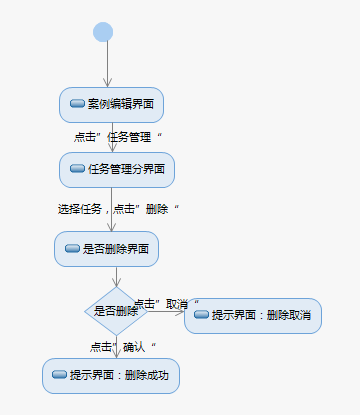 案例编辑界面
点击”任务管理“
任务管理分界面
选择任务，点击”删除“
是否删除界面
是否删除
点击”取消“
提示界面：删除取消
点击”确认“
提示界面：删除成功